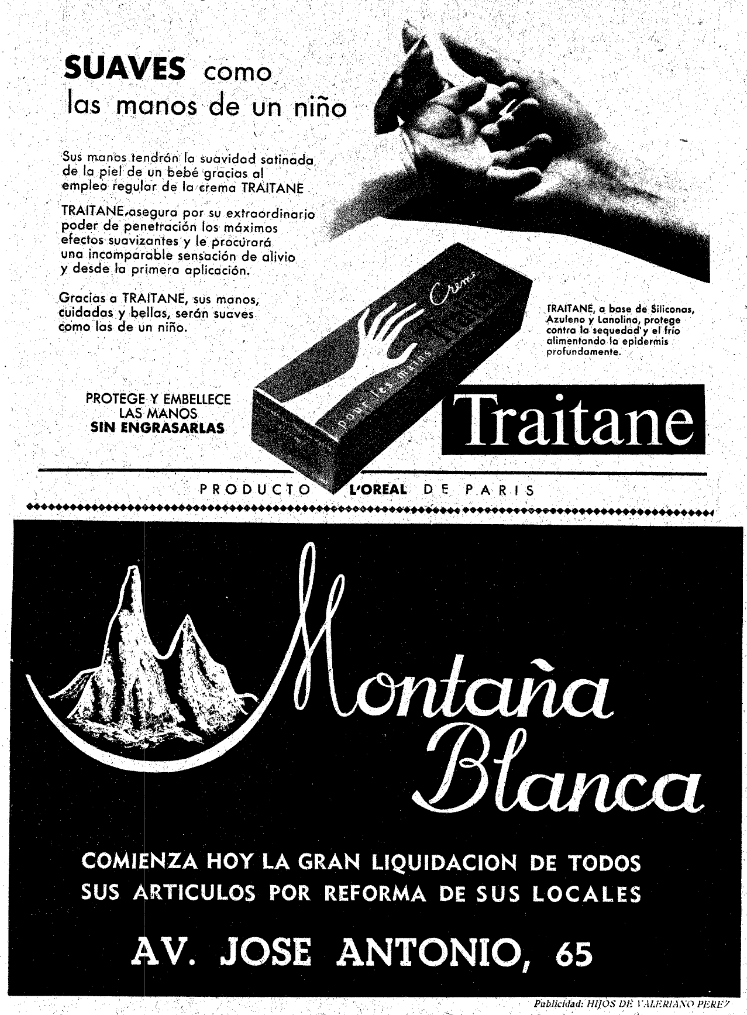 SUAVES como
las manos de un niño
Sus manos tendrán la suavidad satinada
de la piel de un bebé gracias al
empleo regular de la crema TRAITANE
TRAITANE, asegura por su extraordinario
poder de penetración los máximos
efectos suavizantes y le procurará
una incomparable sensación de alivio
y desde la primera aplicación.
Gracias a TRAITANE, sus manos,
cuidadas y bellas, serán suaves
como las de un niño.
PROTEGE Y EMBELLECE
LAS MANOS
SIN ENGRASARLAS
Creme
Traitane
pour les mains
TRAITANE, a base de Siliconas,
Azuleno y Lanolina, protege
contra la sequedad y el frío
alimentando la epidermis
profundamente.
Traitane
PRODUCTO L'OREAL DE PARIS
Montaña
Blanca
COMIENZA HOY LA GRAN LIQUIDACION DE TODOS
SUS ARTICULOS POR REFORMA DE SUS LOCALES
AV. JOSE ANTONIO, 65
Publicidad: HIJOS DE VALERIANO PEREZ